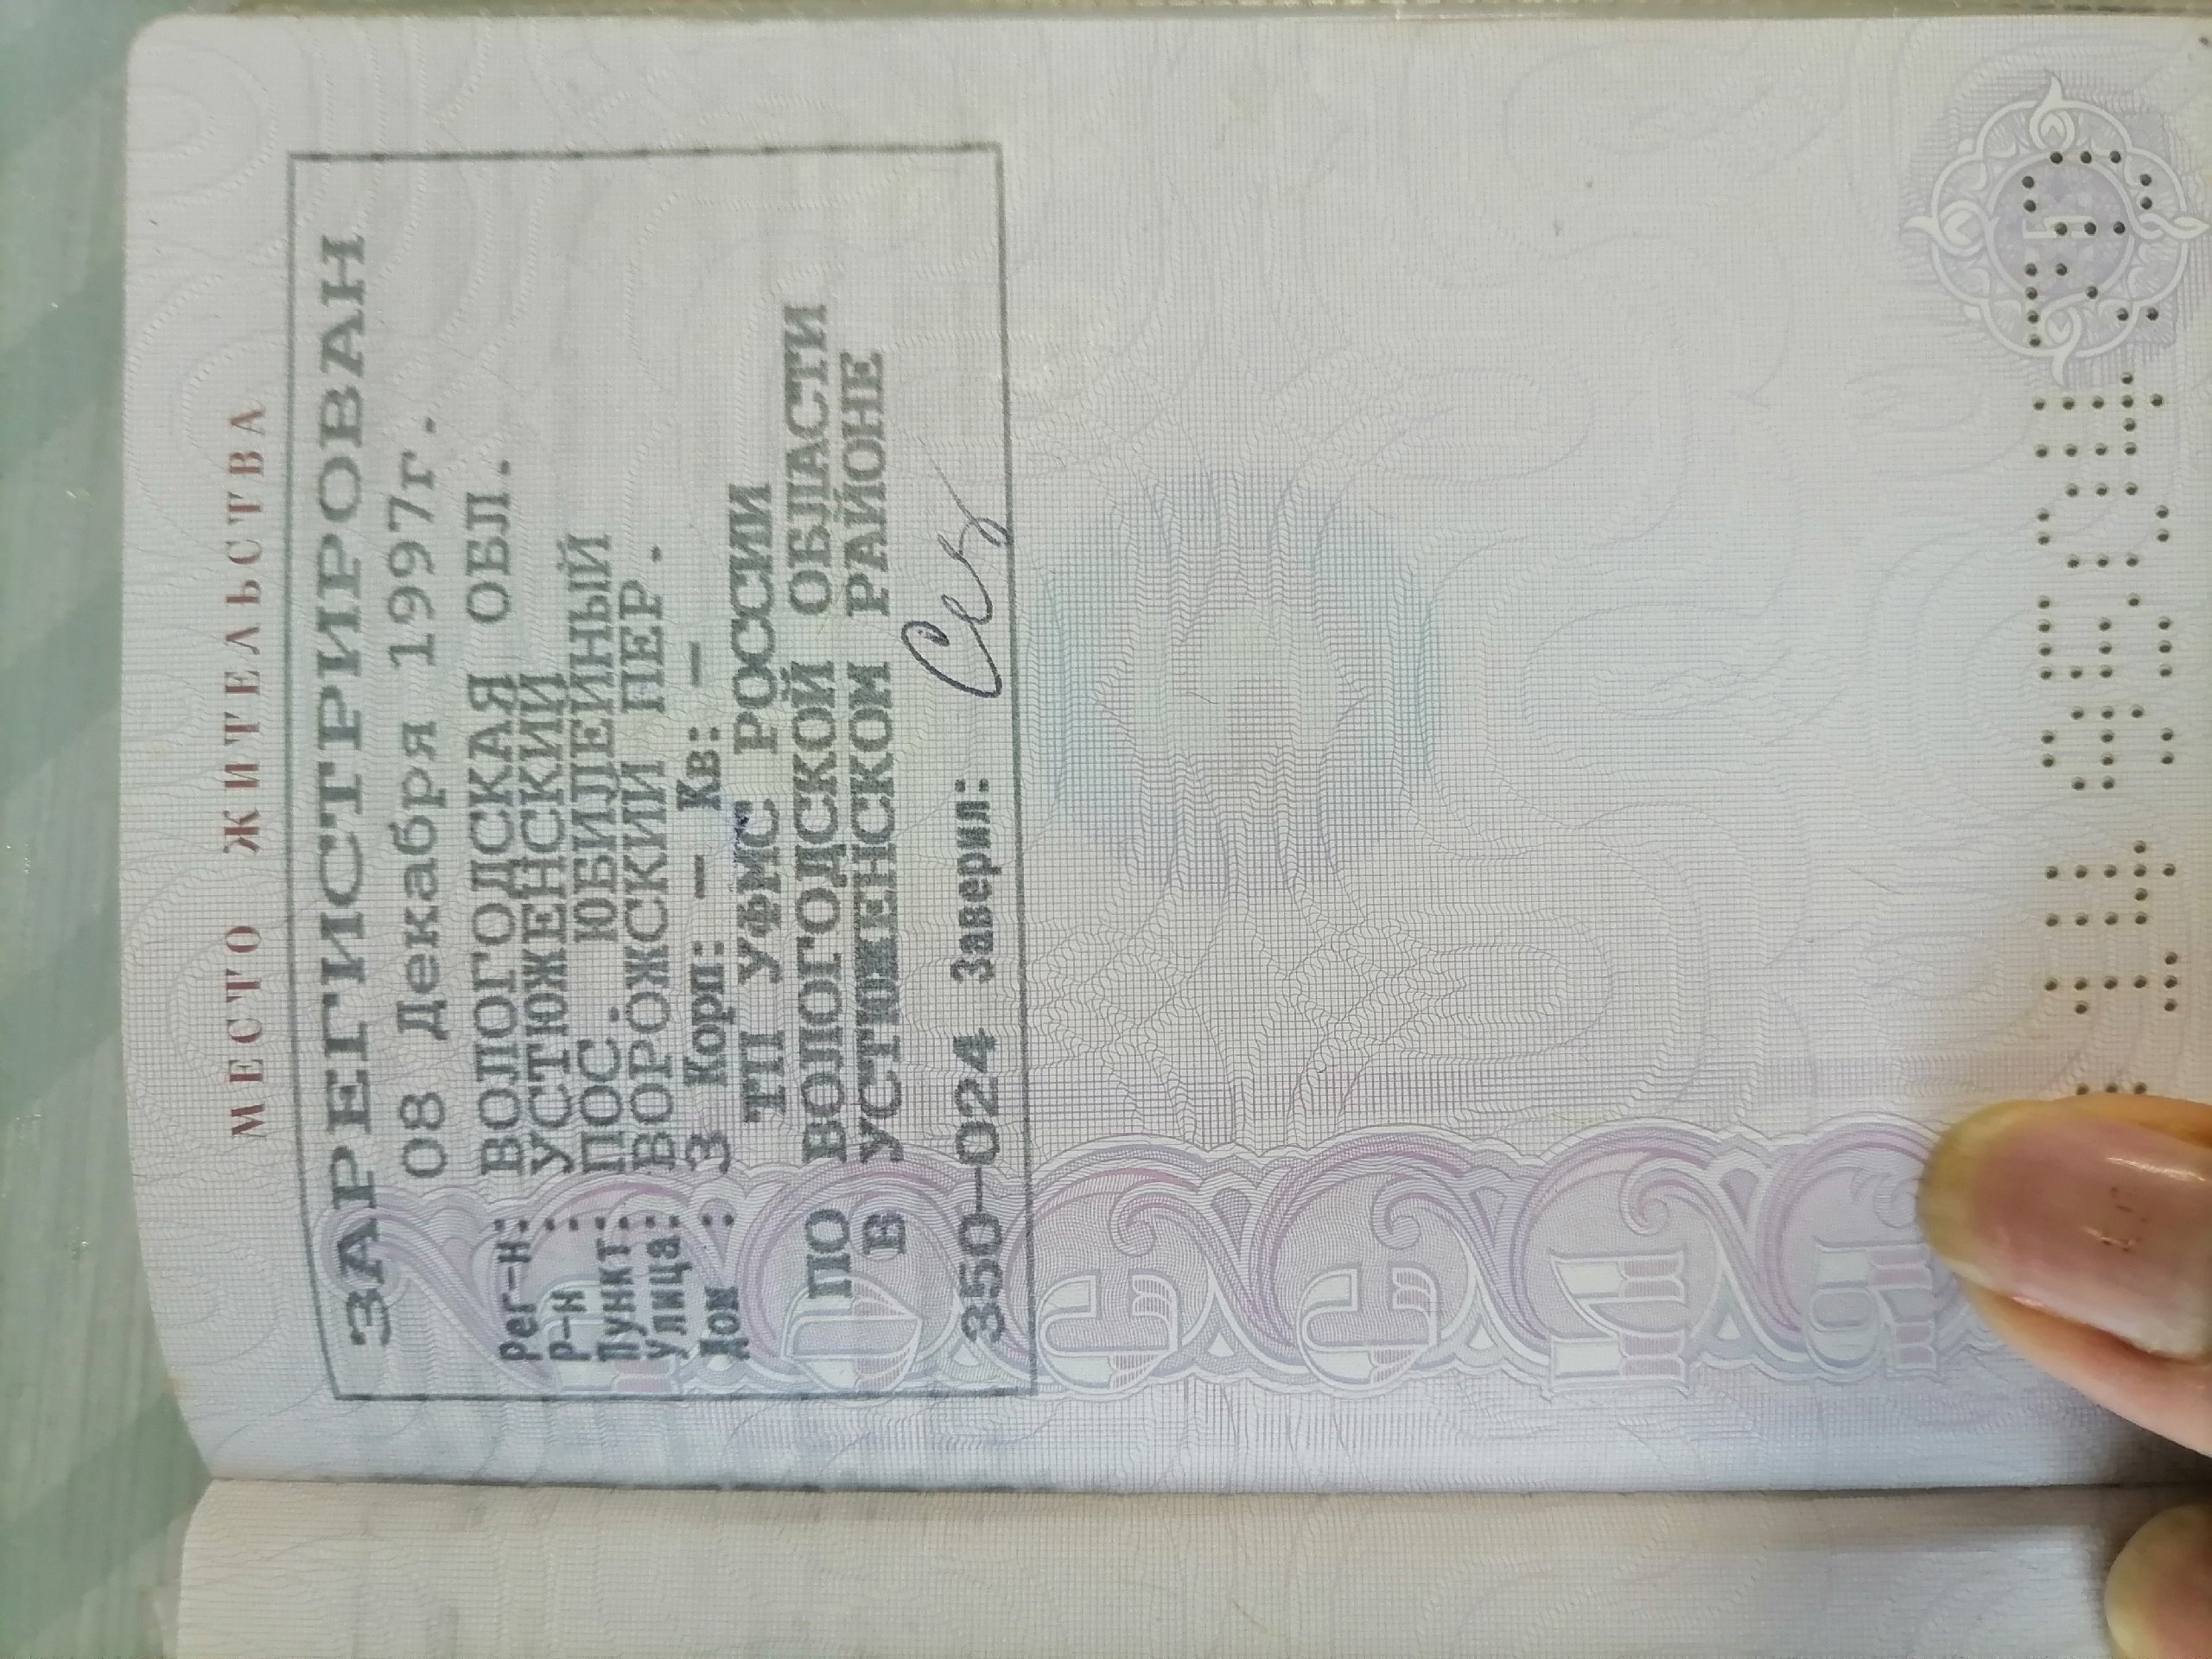 МЕСТО ЖИТЕЛЬСТВА
ЗАРЕГИСТРИРОВАН
08 Декабря 1997г.
Рег-н: ВОЛОГОДСКАЯ ОБЛ.
Р-н : УСТЮЖЕНСКИЙ
Пункт: ПОС. ЮБИЛЕЙНЫЙ
Улица: ВОРОЖСКИЙ ПЕР.
Дом : 3 Корп: — Кв: —
ТП УФМС РОССИИ
ПО ВОЛОГОДСКОЙ ОБЛАСТИ
В УСТЮЖЕНСКОМ РАЙОНЕ
350-024 Заверил: